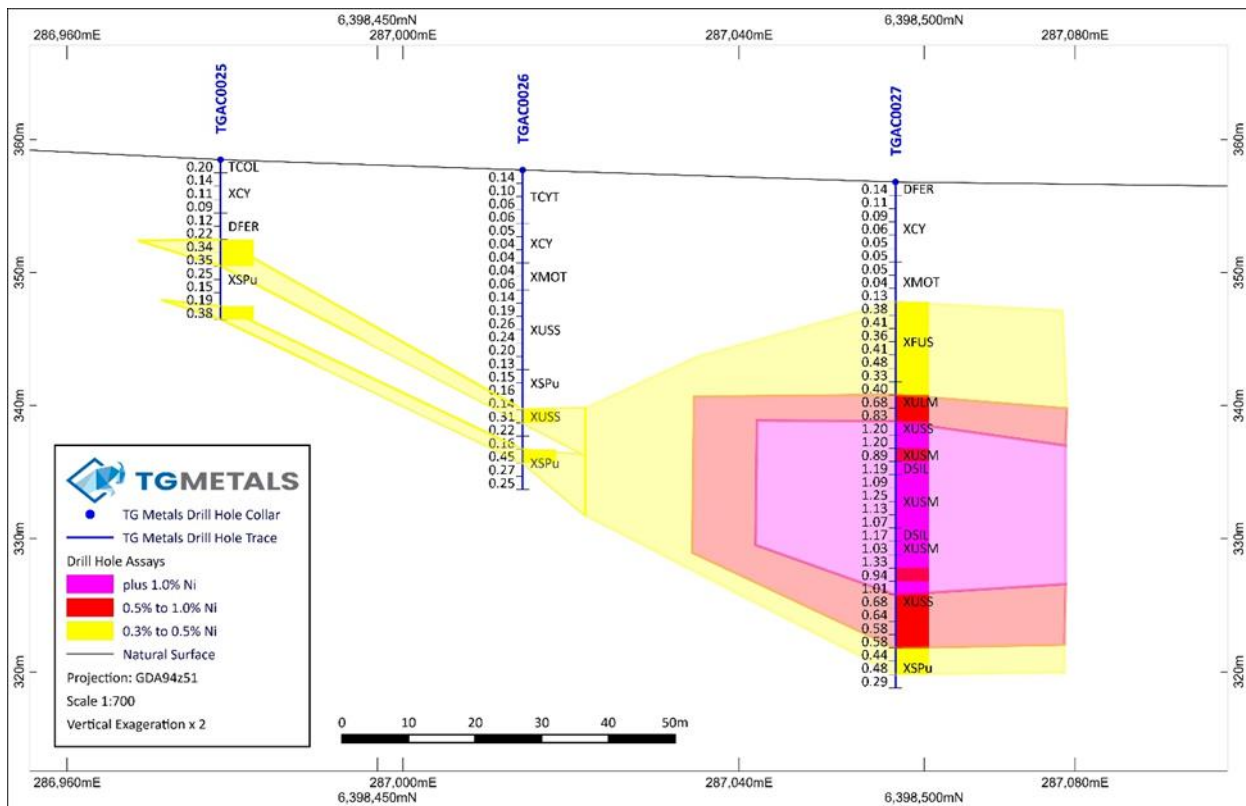 6,398,450mN 6,398,500mN
286,960mE 287,000mE 287,040mE 287,080mE
TGAC0025
TGAC0026
TGAC0027
360m
350m
340m
330m
320m
0.20 TCOL
0.14
0.11 XCY
0.09
0.12 DFER
0.22
0.34
0.35
0.25 XSPu
0.15
0.19
0.38
0.14
0.10 TCYT
0.06
0.06
0.05
0.04 XCY
0.04
0.04 XMOT
0.06
0.14
0.19
0.26 XUSS
0.24
0.20
0.13
0.15 XSPu
0.16
0.14
0.31 XUSS
0.22
0.16
0.45 XSPu
0.27
0.25
0.14 DFER
0.11
0.09
0.06 XCY
0.05
0.05
0.05
0.04 XMOT
0.13
0.38
0.41
0.36 XFUS
0.41
0.48
0.33
0.40
0.68 XULM
0.83
1.20 XUSS
1.20
0.89 XUSM
1.19 DSIL
1.09
1.25 XUSM
1.13
1.07
1.17 DSIL
1.03 XUSM
1.33
0.94
1.01
0.68 XUSS
0.64
0.58
0.58
0.44
0.48 XSPu
0.29
360m
350m
340m
330m
320m
TGMETALS
TG Metals Drill Hole Collar
TG Metals Drill Hole Trace
Drill Hole Assays
plus 1.0% Ni
0.5% to 1.0% Ni
0.3% to 0.5% Ni
Natural Surface
Projection: GDA94z51
Scale 1:700
Vertical Exageration x 2
0 10 20 30 40 50m
286,960mE 287,000mE 287,040mE 287,080mE
6,398,450mN 6,398,500mN